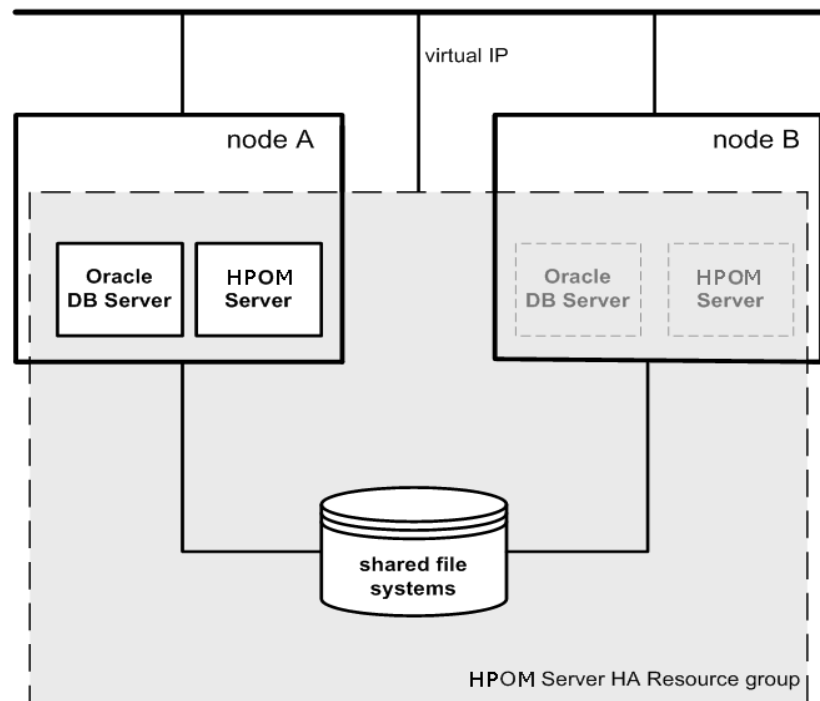 virtual IP
node A
node B
Oracle
DB Server
HPOM
Server
Oracle
DB Server
HPOM
Server
shared file
systems
HPOM Server HA Resource group